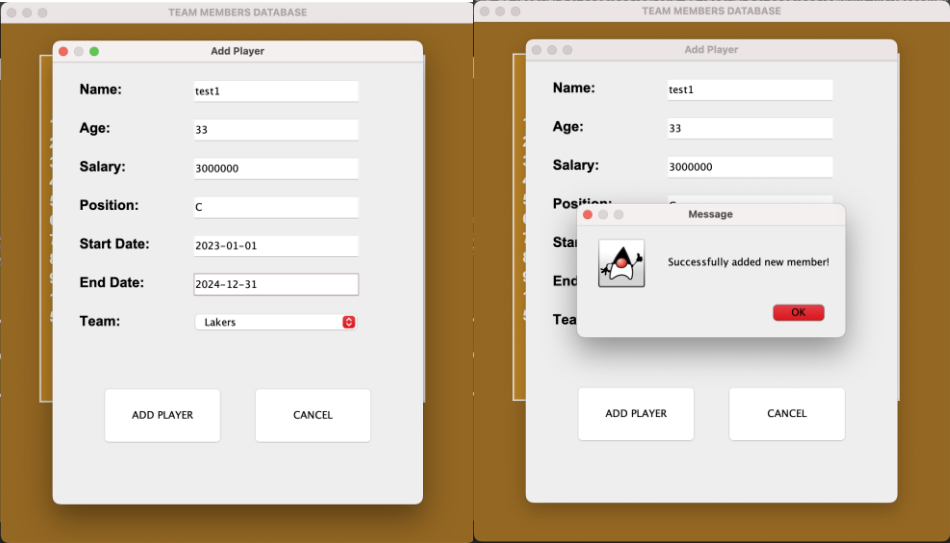 TEAM MEMBERS DATABASE
Add Player
Name: test1
Age: 33
Salary: 3000000
Position: C
Start Date: 2023-01-01
End Date: 2024-12-31
Team: Lakers
ADD PLAYER CANCEL
TEAM MEMBERS DATABASE
Add Player
Name: test1
Age: 33
Salary: 3000000
Message
Successfully added new member!
OK
ADD PLAYER CANCEL